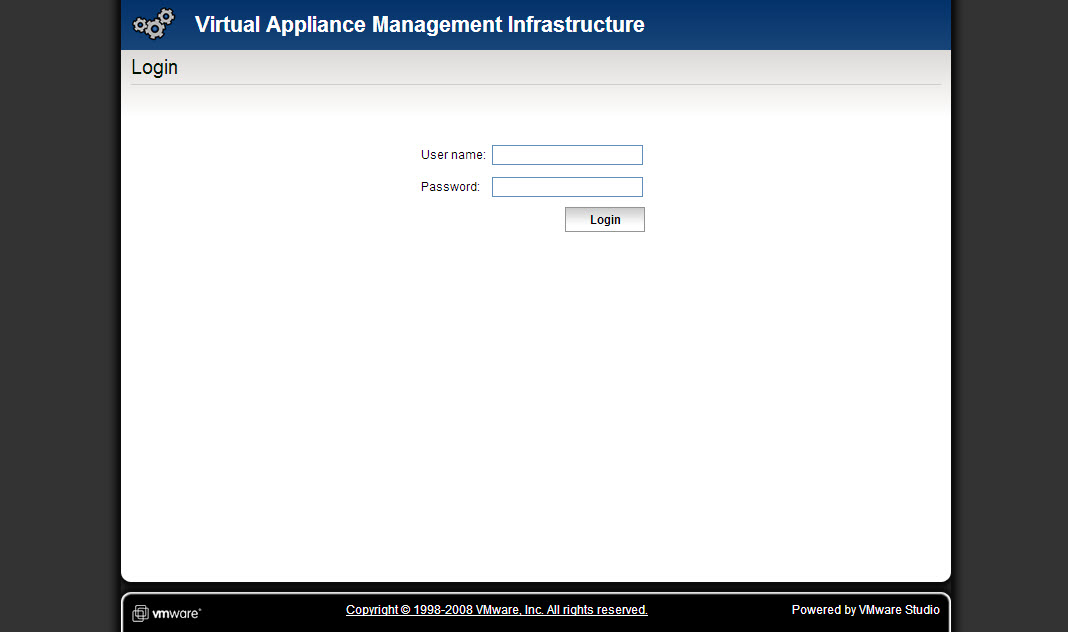 Virtual Appliance Management Infrastructure
Login
User name:
Password:
Login
vmware®
Copyright © 1998-2008 VMware, Inc. All rights reserved.
Powered by VMware Studio